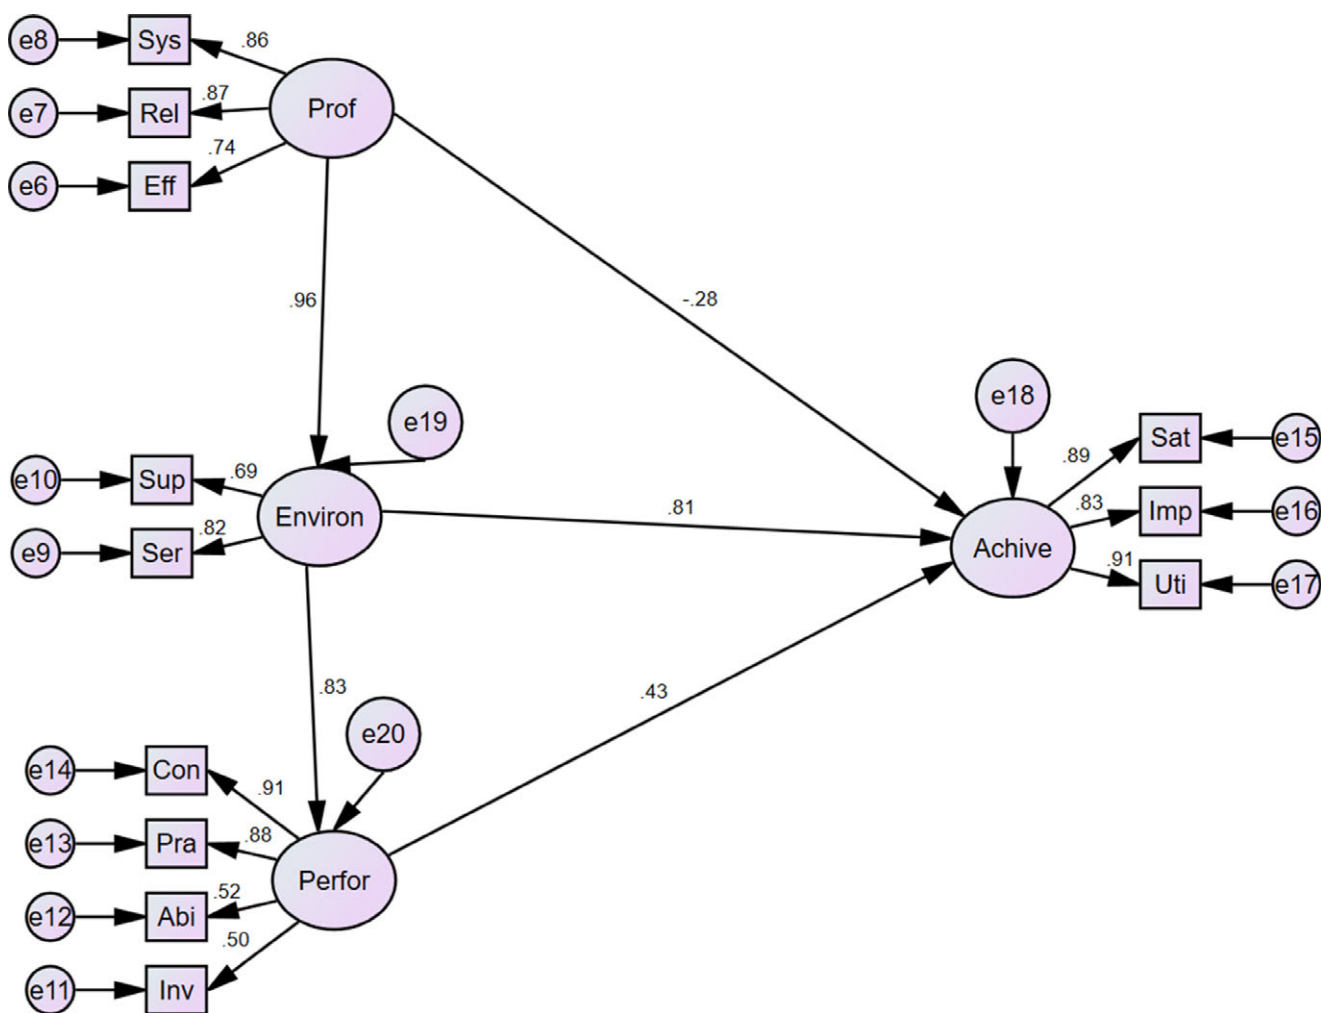 e8 Sys .86
e7 Rel .87 Prof
e6 Eff .74
.96 -.28
e19 e18
e10 Sup .69 .89 Sat e15
Environ .81 .83 Imp e16
e9 Ser .82 Achive .91 Uti e17
.83 .43
e20
e14 Con .91
e13 Pra .88
Perfor
e12 Abi .52
e11 Inv .50